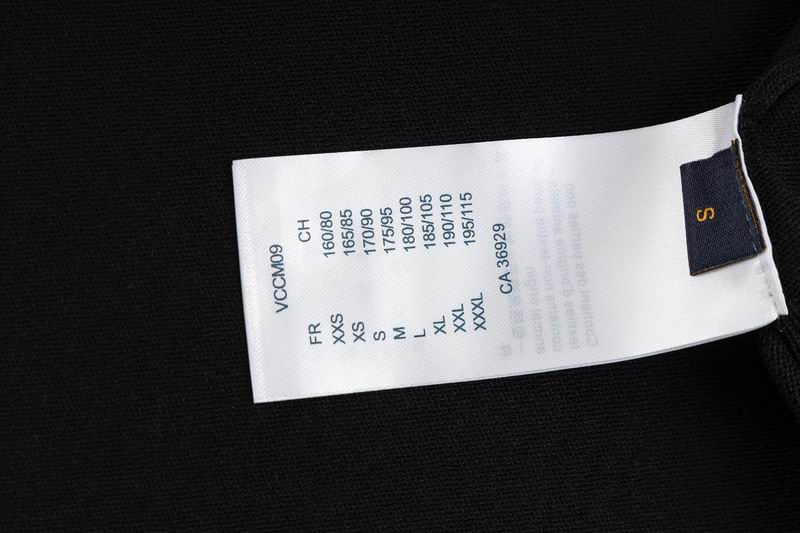 VCCM09
FR CH
XXS 160/80
XS 165/85
S 170/90
M 175/95
L 180/100
XL 185/105
XXL 190/110
XXXL 195/115
CA 36929
S